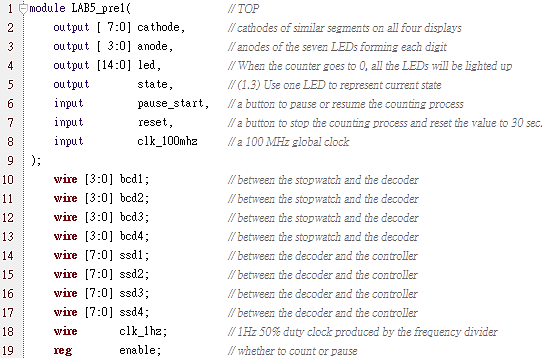 1 module LAB5_pre1( // TOP
2 output [ 7:0] cathode, // cathodes of similar segments on all four displays
3 output [ 3:0] anode, // anodes of the seven LEDs forming each digit
4 output [14:0] led, // When the counter goes to 0, all the LEDs will be lighted up
5 output state, // (1.3) Use one LED to represent current state
6 input pause_start, // a button to pause or resume the counting process
7 input reset, // a button to stop the counting process and reset the value to 30 sec.
8 input clk_100mhz // a 100 MHz global clock
9 );
10 wire [3:0] bcd1; // between the stopwatch and the decoder
11 wire [3:0] bcd2; // between the stopwatch and the decoder
12 wire [3:0] bcd3; // between the stopwatch and the decoder
13 wire [3:0] bcd4; // between the stopwatch and the decoder
14 wire [7:0] ssd1; // between the decoder and the controller
15 wire [7:0] ssd2; // between the decoder and the controller
16 wire [7:0] ssd3; // between the decoder and the controller
17 wire [7:0] ssd4; // between the decoder and the controller
18 wire clk_1hz; // 1Hz 50% duty clock produced by the frequency divider
19 reg enable; // whether to count or pause